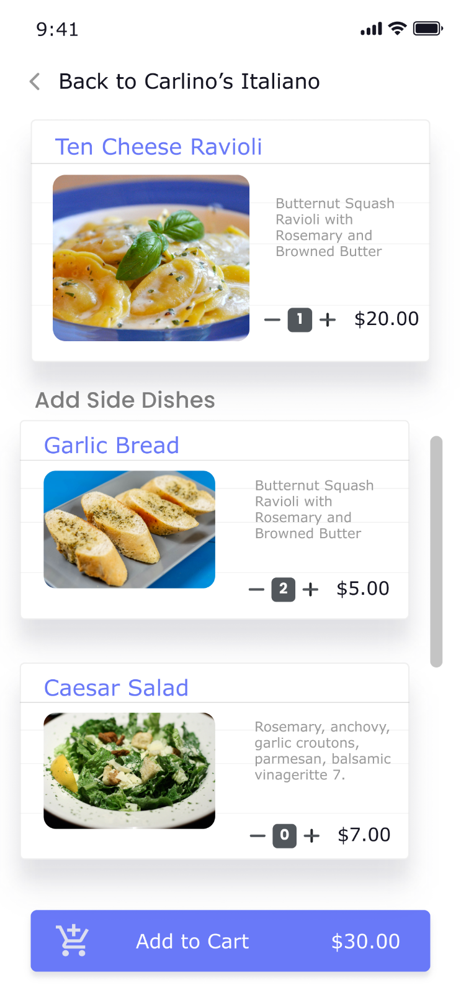 9:41
Back to Carlino’s Italiano
Ten Cheese Ravioli
Butternut Squash
Ravioli with
Rosemary and
Browned Butter
1 $20.00
Add Side Dishes
Garlic Bread
Butternut Squash
Ravioli with
Rosemary and
Browned Butter
2 $5.00
Caesar Salad
Rosemary, anchovy,
garlic croutons,
parmesan, balsamic
vinageritte 7.
0 $7.00
Add to Cart $30.00